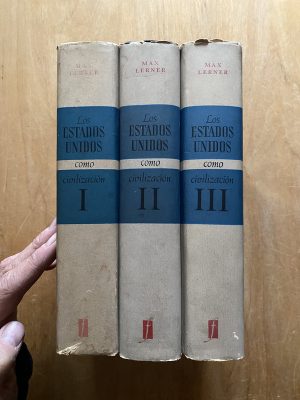 MAX
LERNER
Los
ESTADOS
UNIDOS
como
civilización
I
MAX
LERNER
Los
ESTADOS
UNIDOS
como
civilización
II
MAX
LERNER
Los
ESTADOS
UNIDOS
como
civilización
III